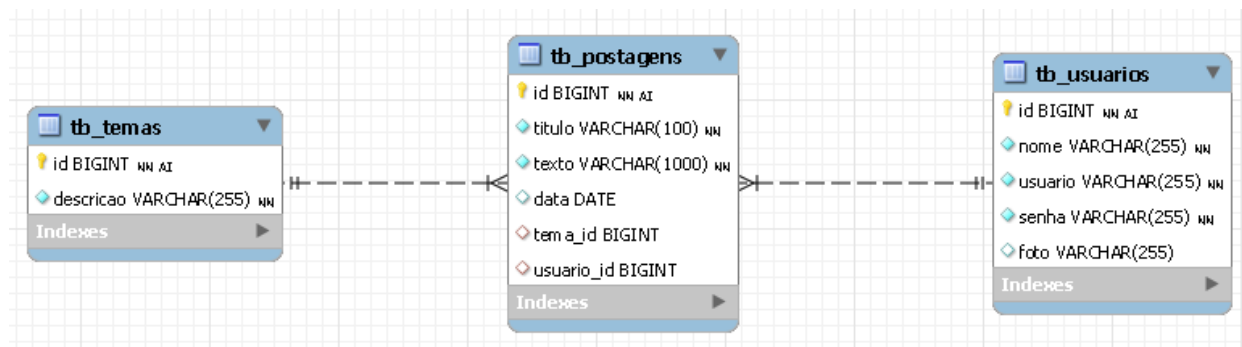 tb_temas
id BIGINT NN AI
descricao VARCHAR(255) NN
Indexes
tb_postagens
id BIGINT NN AI
titulo VARCHAR(100) NN
texto VARCHAR(1000) NN
data DATE
tema_id BIGINT
usuario_id BIGINT
Indexes
tb_usuarios
id BIGINT NN AI
nome VARCHAR(255) NN
usuario VARCHAR(255) NN
senha VARCHAR(255) NN
foto VARCHAR(255)
Indexes